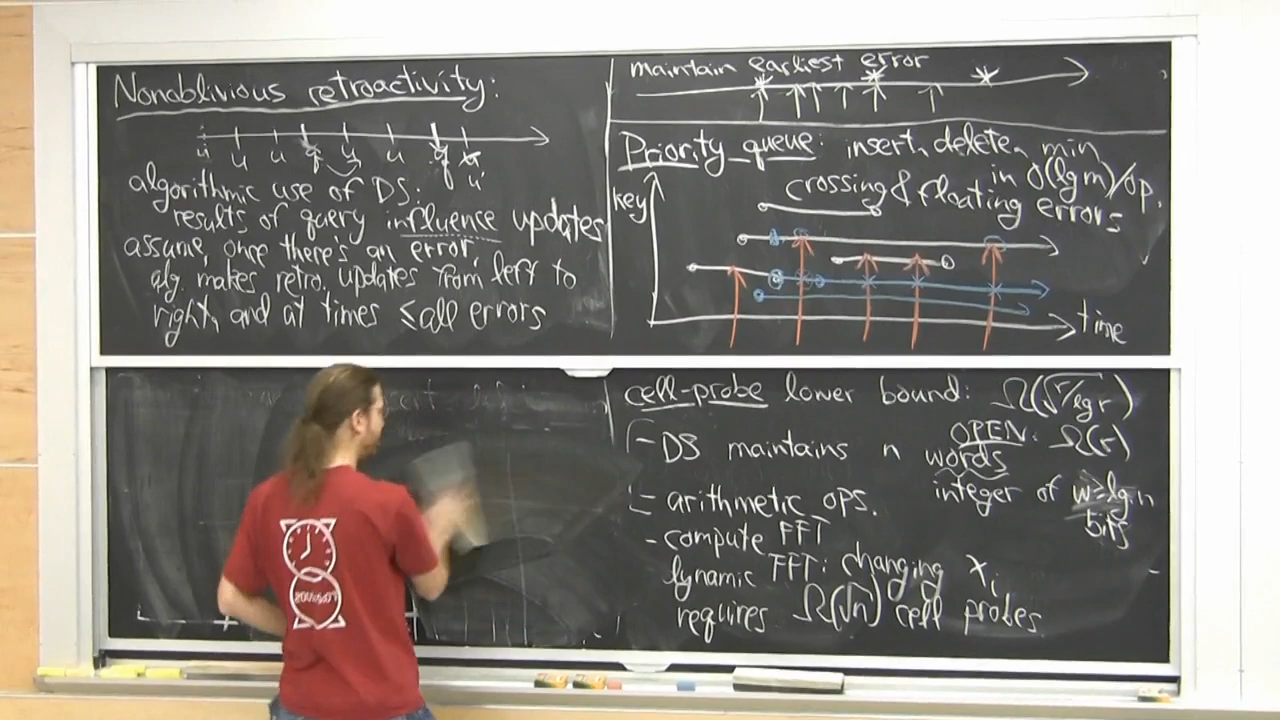 Nonoblivious retroactivity:
u u u q u u q u'
algorithmic use of DS:
results of query influence updates
assume, once there's an error,
alg. makes retro. updates from left to
right, and at times ≤ all errors
maintain earliest error
Priority queue: insert, delete, min
in O(lg m)/op.
crossing & floating errors
key
time
cell-probe lower bound: Ω(√r/lg r)
OPEN: Ω(r)
- DS maintains n words
integer of w≥lg n
bits
- arithmetic ops.
- compute FFT
dynamic FFT: changing xᵢ
requires Ω(√n) cell probes